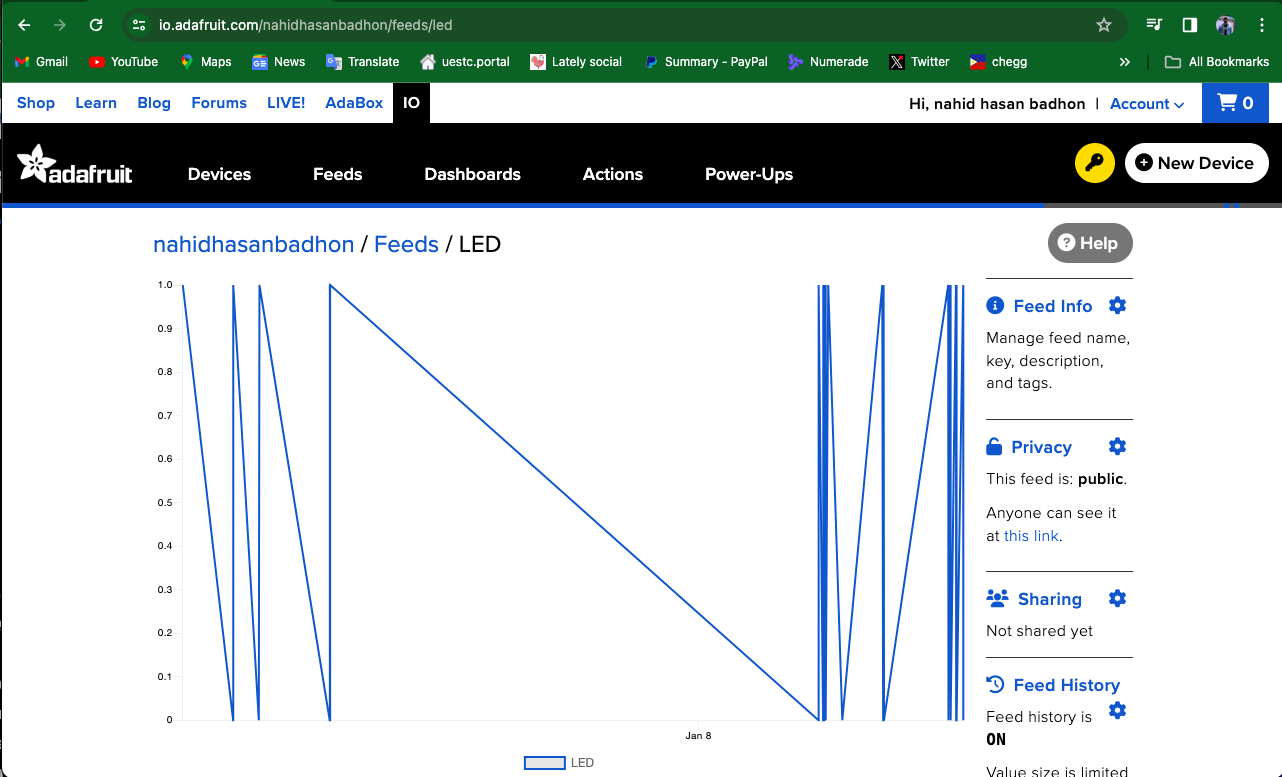 io.adafruit.com/nahidhasanbadhon/feeds/led
Gmail YouTube Maps News Translate uestc.portal Lately social Summary - PayPal Numerade Twitter chegg » All Bookmarks
Shop Learn Blog Forums LIVE! AdaBox IO Hi, nahid hasan badhon | Account 0
adafruit Devices Feeds Dashboards Actions Power-Ups New Device
nahidhasanbadhon / Feeds / LED Help
1.0
0.9
0.8
0.7
0.6
0.5
0.4
0.3
0.2
0.1
0
Jan 8
LED
Feed Info
Manage feed name,
key, description,
and tags.
Privacy
This feed is: public.
Anyone can see it
at this link.
Sharing
Not shared yet
Feed History
Feed history is
ON
Value size is limited